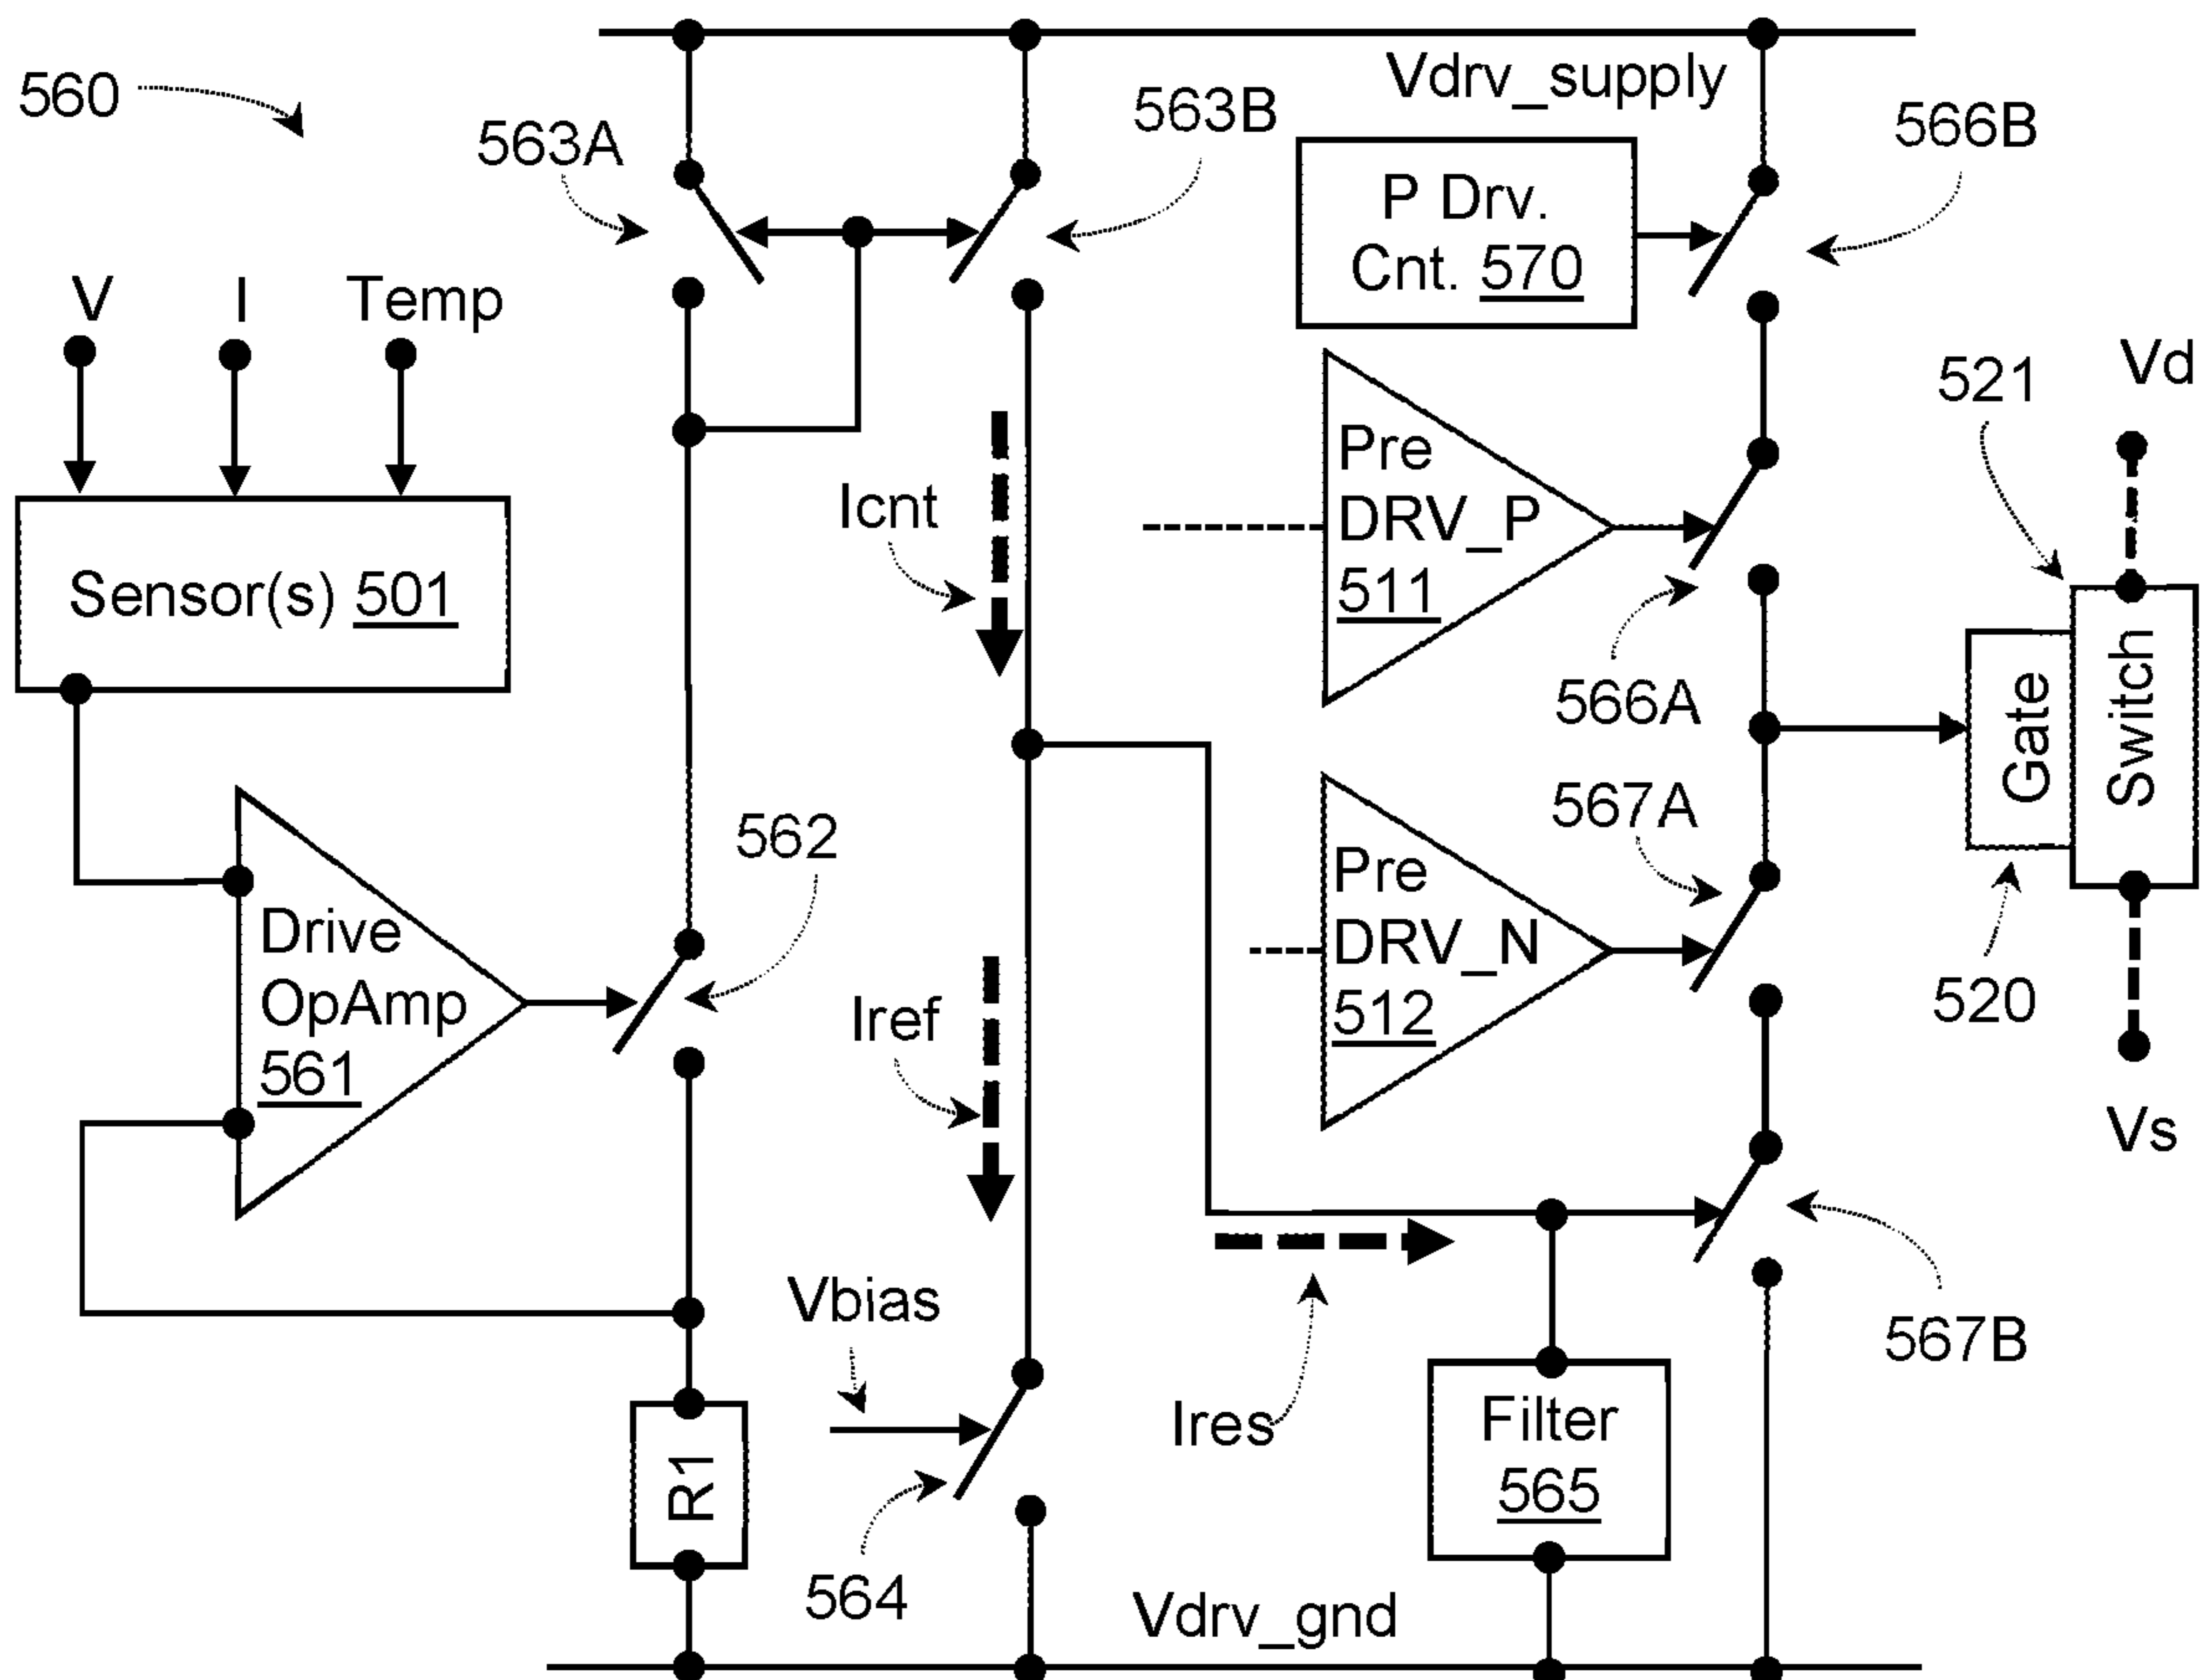 Vdrv_supply
560
563A
563B
566B
P Drv.
Cnt. 570
V
I
Temp
521
Vd
Pre
DRV_P
511
Icnt
Sensor(s) 501
566A
Gate
Switch
567A
562
Pre
DRV_N
512
Drive
OpAmp
561
Iref
520
Vs
Vbias
567B
Ires
Filter
565
R1
564
Vdrv_gnd